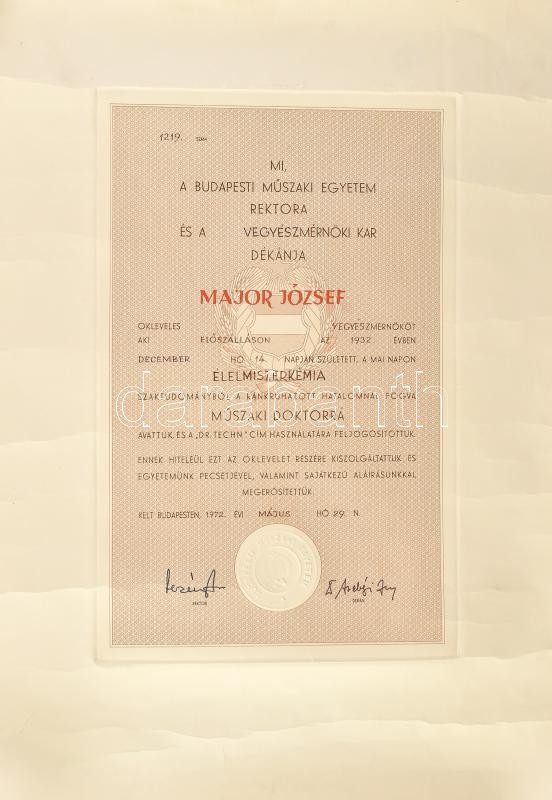 1219. SZÁM
MI,
A BUDAPESTI MŰSZAKI EGYETEM
REKTORA
ÉS A VEGYÉSZMÉRNÖKI KAR
DÉKÁNJA
MAJOR JÓZSEF
OKLEVELES VEGYÉSZMÉRNÖKÖT
AKI ELŐSZÁLLÁSON AZ 1932 ÉVBEN
DECEMBER HÓ 14 NAPJÁN SZÜLETETT, A MAI NAPON
ÉLELMISZERKÉMIA
SZAKTUDOMÁNYBÓL A RÁNKRUHÁZOTT HATALOMNÁL FOGVA
MŰSZAKI DOKTORRÁ
AVATTUK, ÉS A „DR. TECHN.” CÍM HASZNÁLATÁRA FELJOGOSÍTOTTUK.
ENNEK HITELÉÜL EZT AZ OKLEVELET RÉSZÉRE KISZOLGÁLTATTUK ÉS
EGYETEMÜNK PECSÉTJÉVEL, VALAMINT SAJÁTKEZŰ ALÁÍRÁSUNKKAL
MEGERŐSÍTETTÜK.
KELT BUDAPESTEN, 1972. ÉVI MÁJUS HÓ 29. N.
REKTOR
DÉKÁN
darabanth